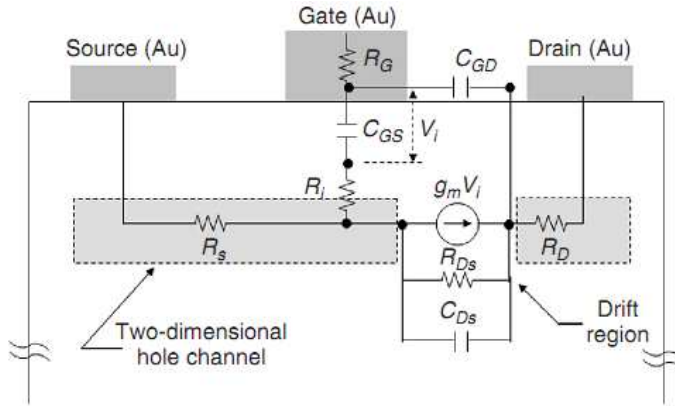 Gate (Au)
Source (Au)
Drain (Au)
R_G
C_GD
C_GS
V_i
R_i
g_mV_i
R_s
R_Ds
R_D
C_Ds
Two-dimensional
hole channel
Drift
region